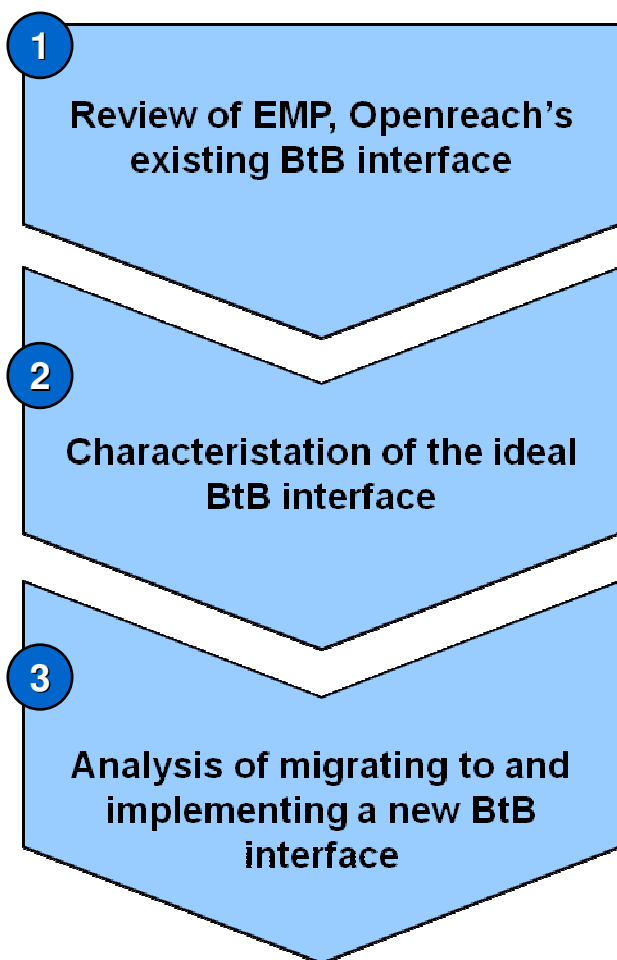 1
Review of EMP, Openreach's
existing BtB interface
2
Characteristation of the ideal
BtB interface
3
Analysis of migrating to and
implementing a new BtB
interface